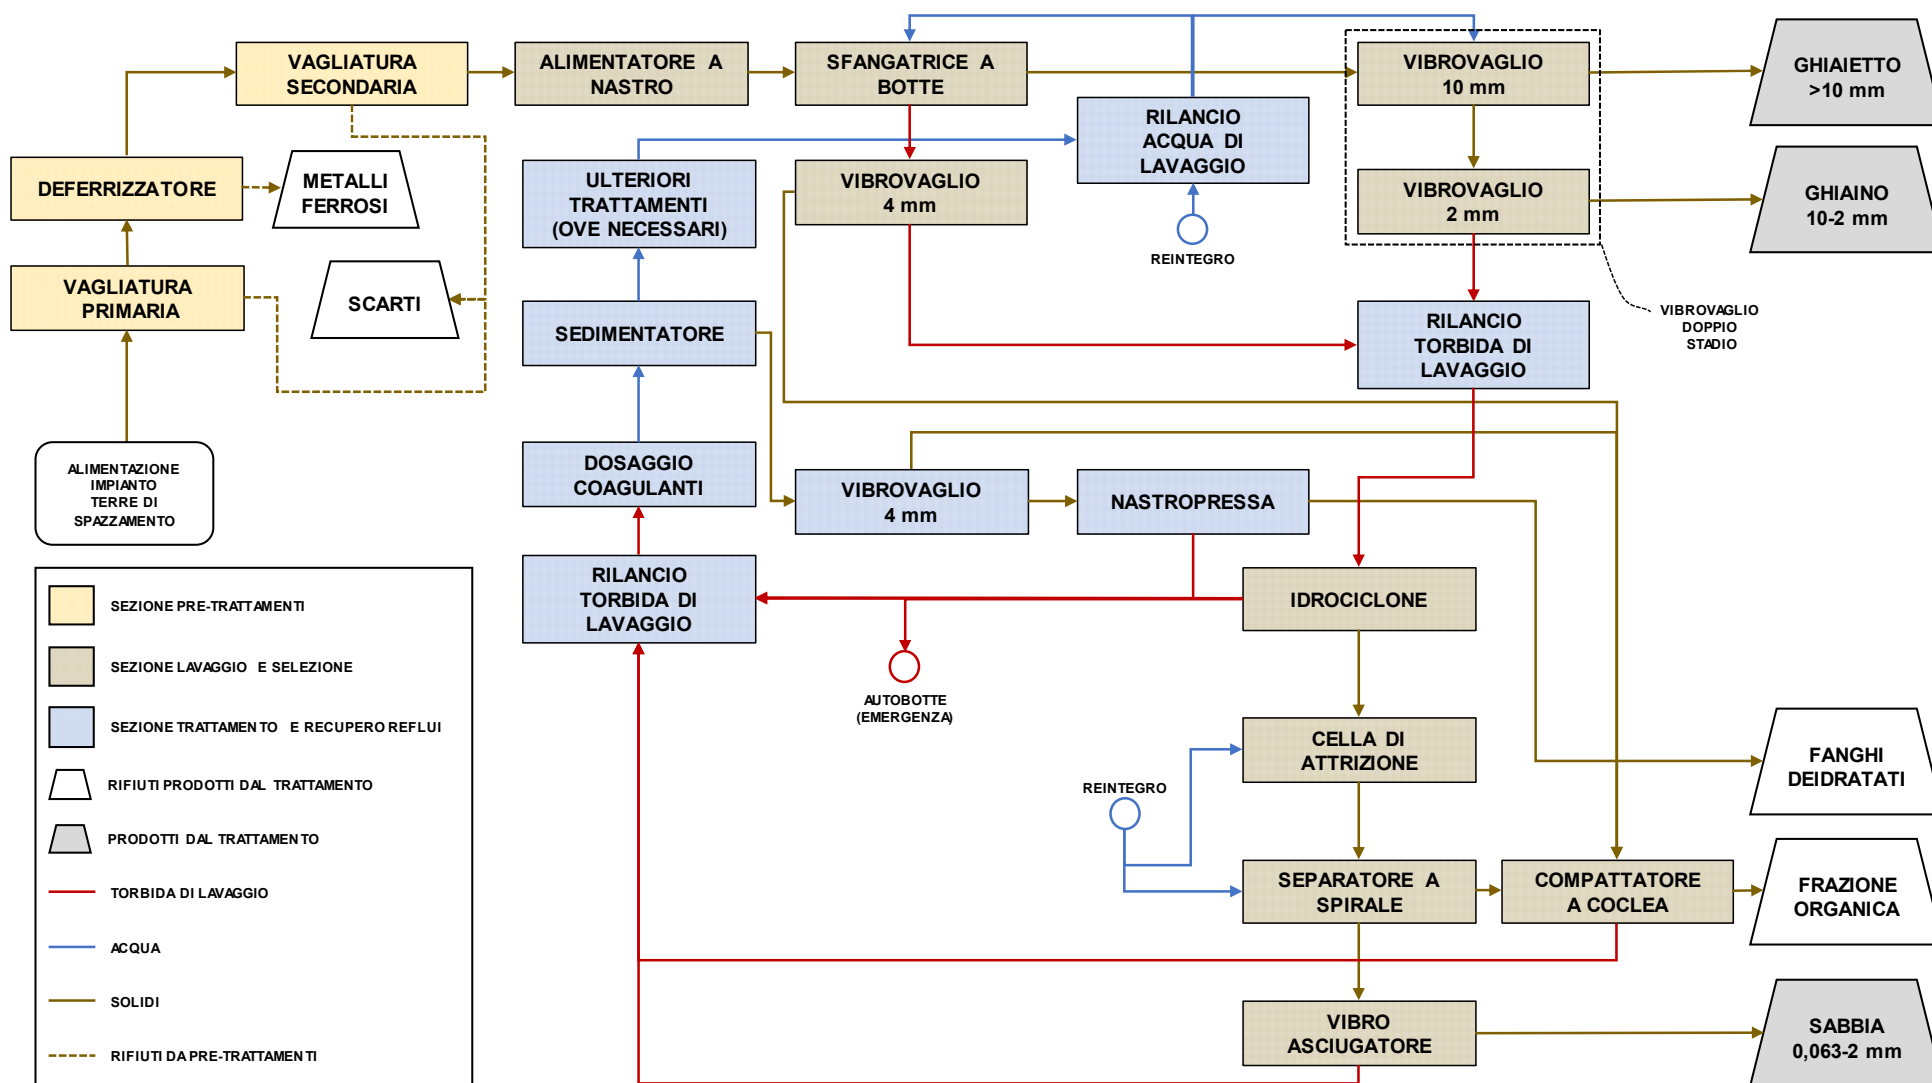 VAGLIATURA
SECONDARIA
ALIMENTATORE A
NASTRO
SFANGATRICE A
BOTTE
VIBROVAGLIO
10 mm
GHIAIETTO
>10 mm
RILANCIO
ACQUA DI
LAVAGGIO
DEFERRIZZATORE
METALLI
FERROSI
ULTERIORI
TRATTAMENTI
(OVE NECESSARI)
VIBROVAGLIO
4 mm
VIBROVAGLIO
2 mm
GHIAINO
10-2 mm
REINTEGRO
VAGLIATURA
PRIMARIA
SCARTI
SEDIMENTATORE
RILANCIO
TORBIDA DI
LAVAGGIO
VIBROVAGLIO
DOPPIO
STADIO
ALIMENTAZIONE
IMPIANTO
TERRE DI
SPAZZAMENTO
DOSAGGIO
COAGULANTI
VIBROVAGLIO
4 mm
NASTROPRESSA
RILANCIO
TORBIDA DI
LAVAGGIO
IDROCICLONE
AUTOBOTTE
(EMERGENZA)
CELLA DI
ATTRIZIONE
FANGHI
DEIDRATATI
REINTEGRO
SEPARATORE A
SPIRALE
COMPATTATORE
A COCLEA
FRAZIONE
ORGANICA
VIBRO
ASCIUGATORE
SABBIA
0,063-2 mm
SEZIONE PRE-TRATTAMENTI
SEZIONE LAVAGGIO E SELEZIONE
SEZIONE TRATTAMENTO E RECUPERO REFLUI
RIFIUTI PRODOTTI DAL TRATTAMENTO
PRODOTTI DAL TRATTAMENTO
TORBIDA DI LAVAGGIO
ACQUA
SOLIDI
RIFIUTI DA PRE-TRATTAMENTI